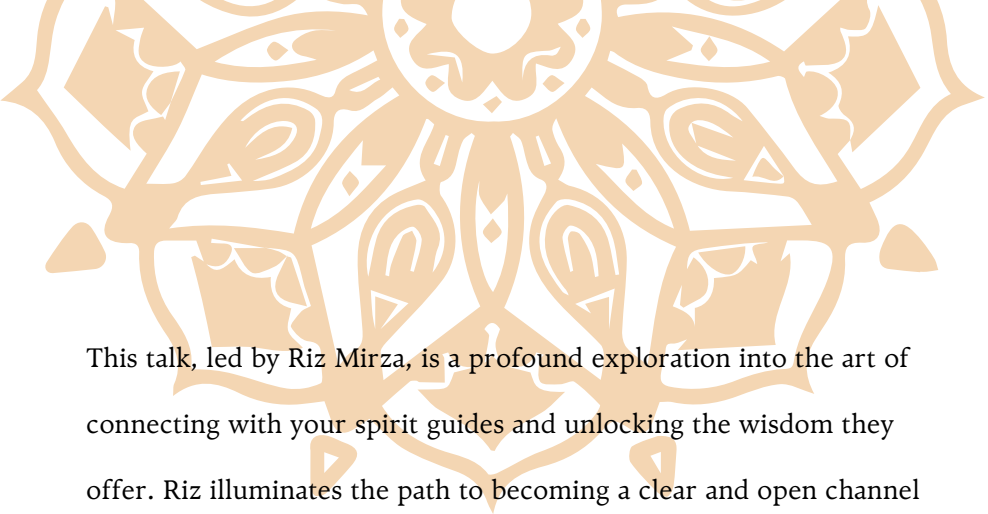 This talk, led by Riz Mirza, is a profound exploration into the art of
connecting with your spirit guides and unlocking the wisdom they
offer. Riz illuminates the path to becoming a clear and open channel